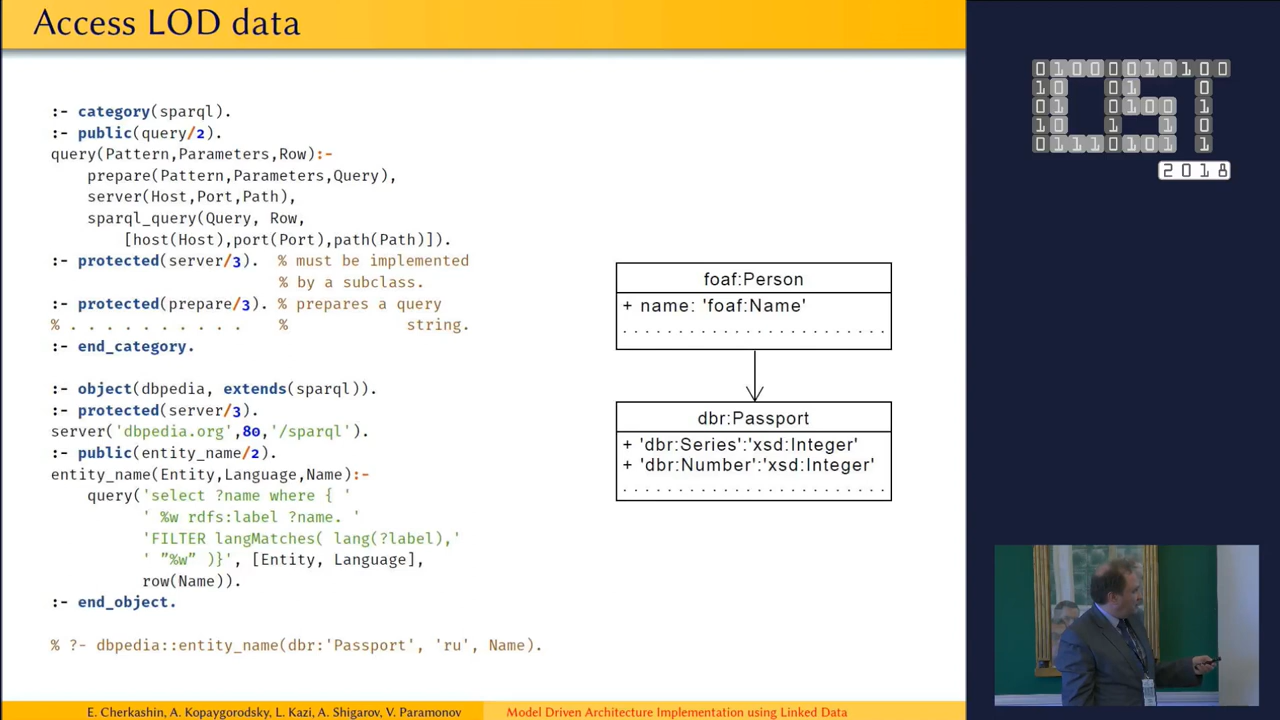 Access LOD data
:- category(sparql).
:- public(query/2).
query(Pattern,Parameters,Row):-
prepare(Pattern,Parameters,Query),
server(Host,Port,Path),
sparql_query(Query, Row,
[host(Host),port(Port),path(Path)]).
:- protected(server/3). % must be implemented
% by a subclass.
:- protected(prepare/3). % prepares a query
% . . . . . . . . . . % string.
:- end_category.
:- object(dbpedia, extends(sparql)).
:- protected(server/3).
server('dbpedia.org',80,'/sparql').
:- public(entity_name/2).
entity_name(Entity,Language,Name):-
query('select ?name where { '
' %w rdfs:label ?name. '
'FILTER langMatches( lang(?label),'
' ”%w” )}', [Entity, Language],
row(Name)).
:- end_object.
% ?- dbpedia::entity_name(dbr:'Passport', 'ru', Name).
foaf:Person
+ name: 'foaf:Name'
. . . . . . . . . . . . . . . . . . . . . . . .
dbr:Passport
+ 'dbr:Series':'xsd:Integer'
+ 'dbr:Number':'xsd:Integer'
. . . . . . . . . . . . . . . . . . . . . . . .
E. Cherkashin, A. Kopaygorodsky, L. Kazi, A. Shigarov, V. Paramonov
Model Driven Architecture Implementation using Linked Data
2018